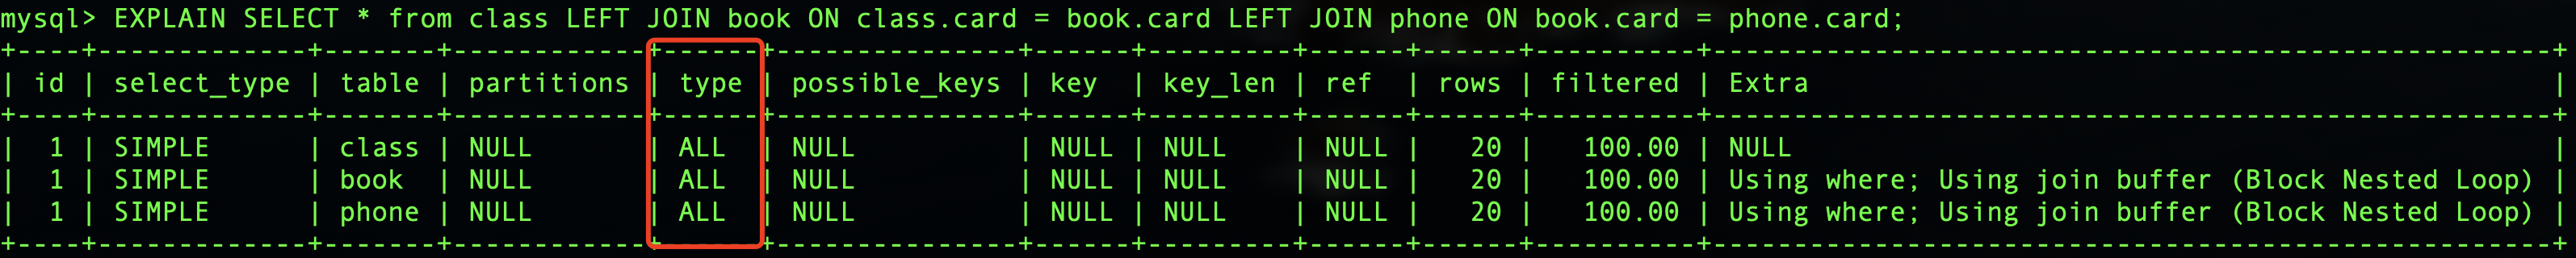 mysql> EXPLAIN SELECT * from class LEFT JOIN book ON class.card = book.card LEFT JOIN phone ON book.card = phone.card;
+----+-------------+-------+------------+------+---------------+------+---------+------+------+----------+----------------------------------------------------+
| id | select_type | table | partitions | type | possible_keys | key  | key_len | ref  | rows | filtered | Extra                                              |
+----+-------------+-------+------------+------+---------------+------+---------+------+------+----------+----------------------------------------------------+
|  1 | SIMPLE      | class | NULL       | ALL  | NULL          | NULL | NULL    | NULL |   20 |   100.00 | NULL                                               |
|  1 | SIMPLE      | book  | NULL       | ALL  | NULL          | NULL | NULL    | NULL |   20 |   100.00 | Using where; Using join buffer (Block Nested Loop) |
|  1 | SIMPLE      | phone | NULL       | ALL  | NULL          | NULL | NULL    | NULL |   20 |   100.00 | Using where; Using join buffer (Block Nested Loop) |
+----+-------------+-------+------------+------+---------------+------+---------+------+------+----------+----------------------------------------------------+